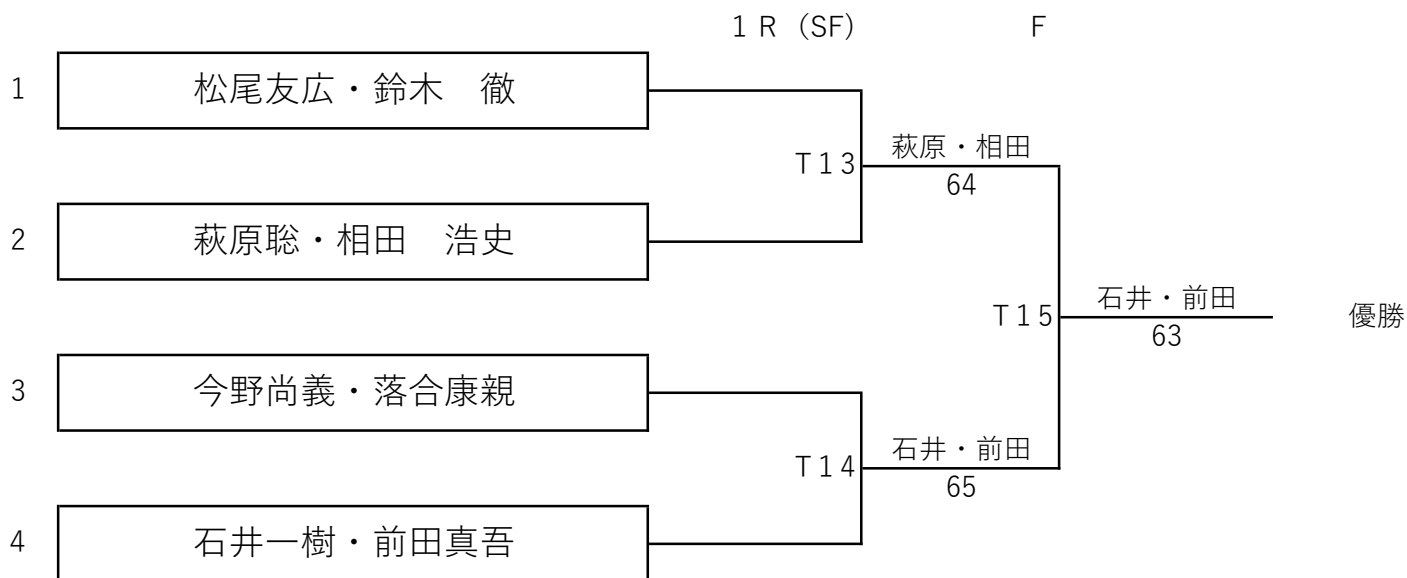 1 R（SF） F
1 松尾友広・鈴木　徹
T13 萩原・相田
64
2 萩原聡・相田　浩史
T15 石井・前田 優勝
63
3 今野尚義・落合康親
T14 石井・前田
65
4 石井一樹・前田真吾